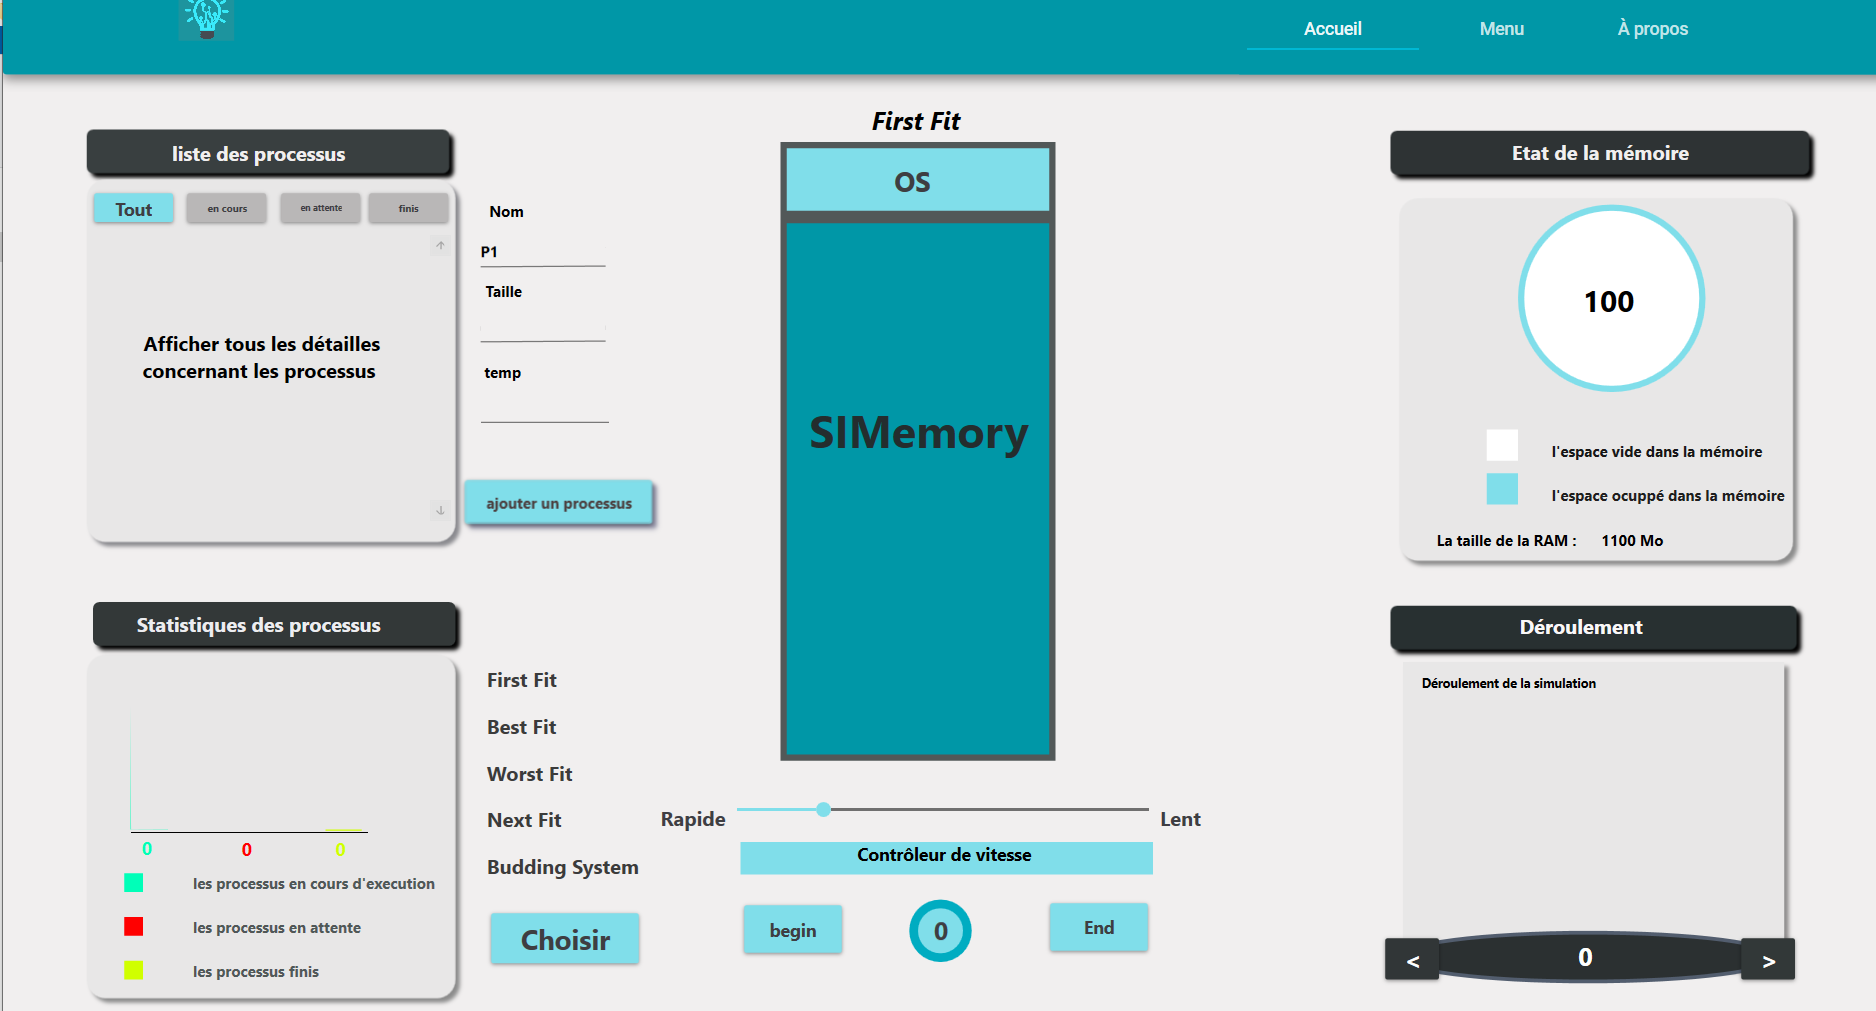 Accueil
Menu
À propos
First Fit
liste des processus
Tout
en cours
en attente
finis
Afficher tous les détailles
concernant les processus
Nom
P1
Taille
temp
ajouter un processus
OS
SIMemory
Etat de la mémoire
100
l'espace vide dans la mémoire
l'espace ocuppé dans la mémoire
La taille de la RAM : 1100 Mo
Statistiques des processus
0 0 0
les processus en cours d'execution
les processus en attente
les processus finis
First Fit
Best Fit
Worst Fit
Next Fit
Budding System
Choisir
Rapide
Lent
Contrôleur de vitesse
begin
0
End
Déroulement
Déroulement de la simulation
< 0 >